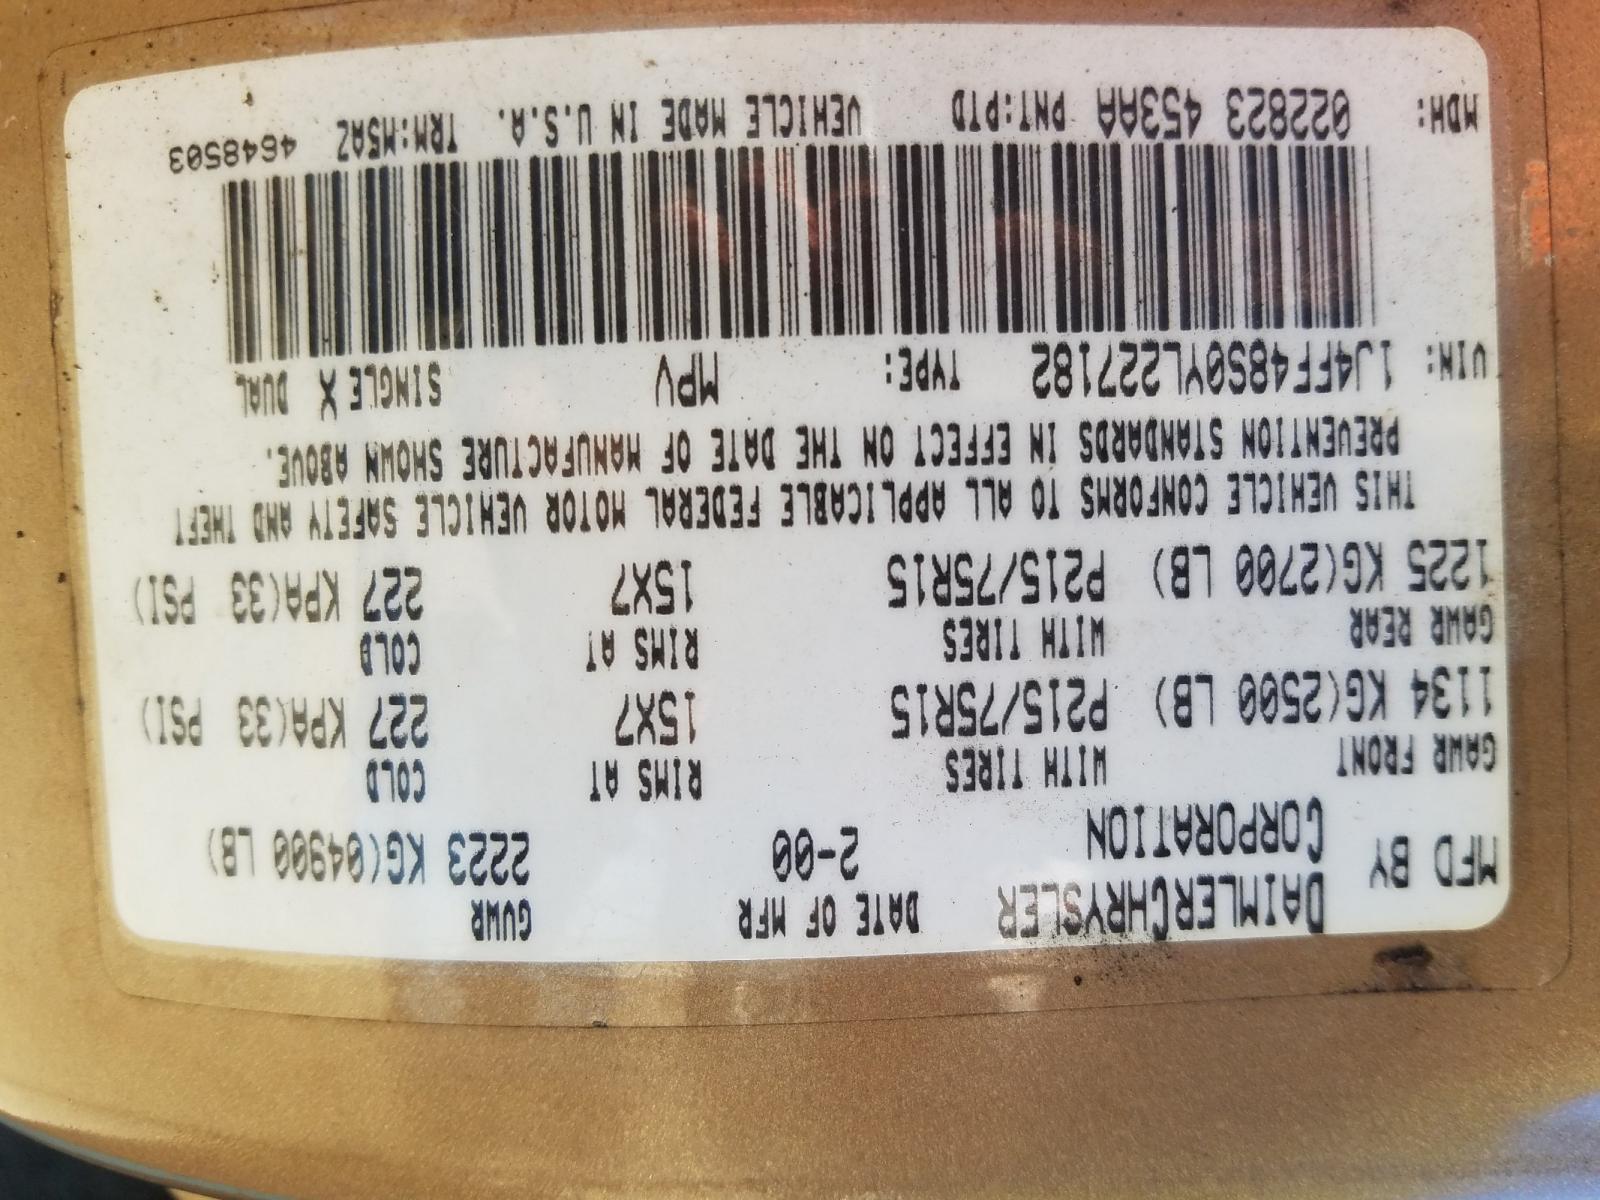 MFD BY DAIMLERCHRYSLER CORPORATION DATE OF MFR 2-00 GVWR 2223 KG(04900 LB)
GAWR FRONT WITH TIRES RIMS AT COLD
1134 KG(2500 LB) P215/75R15 15X7 227 KPA(33 PSI)
GAWR REAR WITH TIRES RIMS AT COLD
1225 KG(2700 LB) P215/75R15 15X7 227 KPA(33 PSI)
THIS VEHICLE CONFORMS TO ALL APPLICABLE FEDERAL MOTOR VEHICLE SAFETY AND THEFT
PREVENTION STANDARDS IN EFFECT ON THE DATE OF MANUFACTURE SHOWN ABOVE.
VIN: 1J4FF48S0YL227182 TYPE: MPV SINGLE X DUAL
MDH: 022823 453AA PNT:PTD VEHICLE MADE IN U.S.A. TRM:M5AZ 4648503